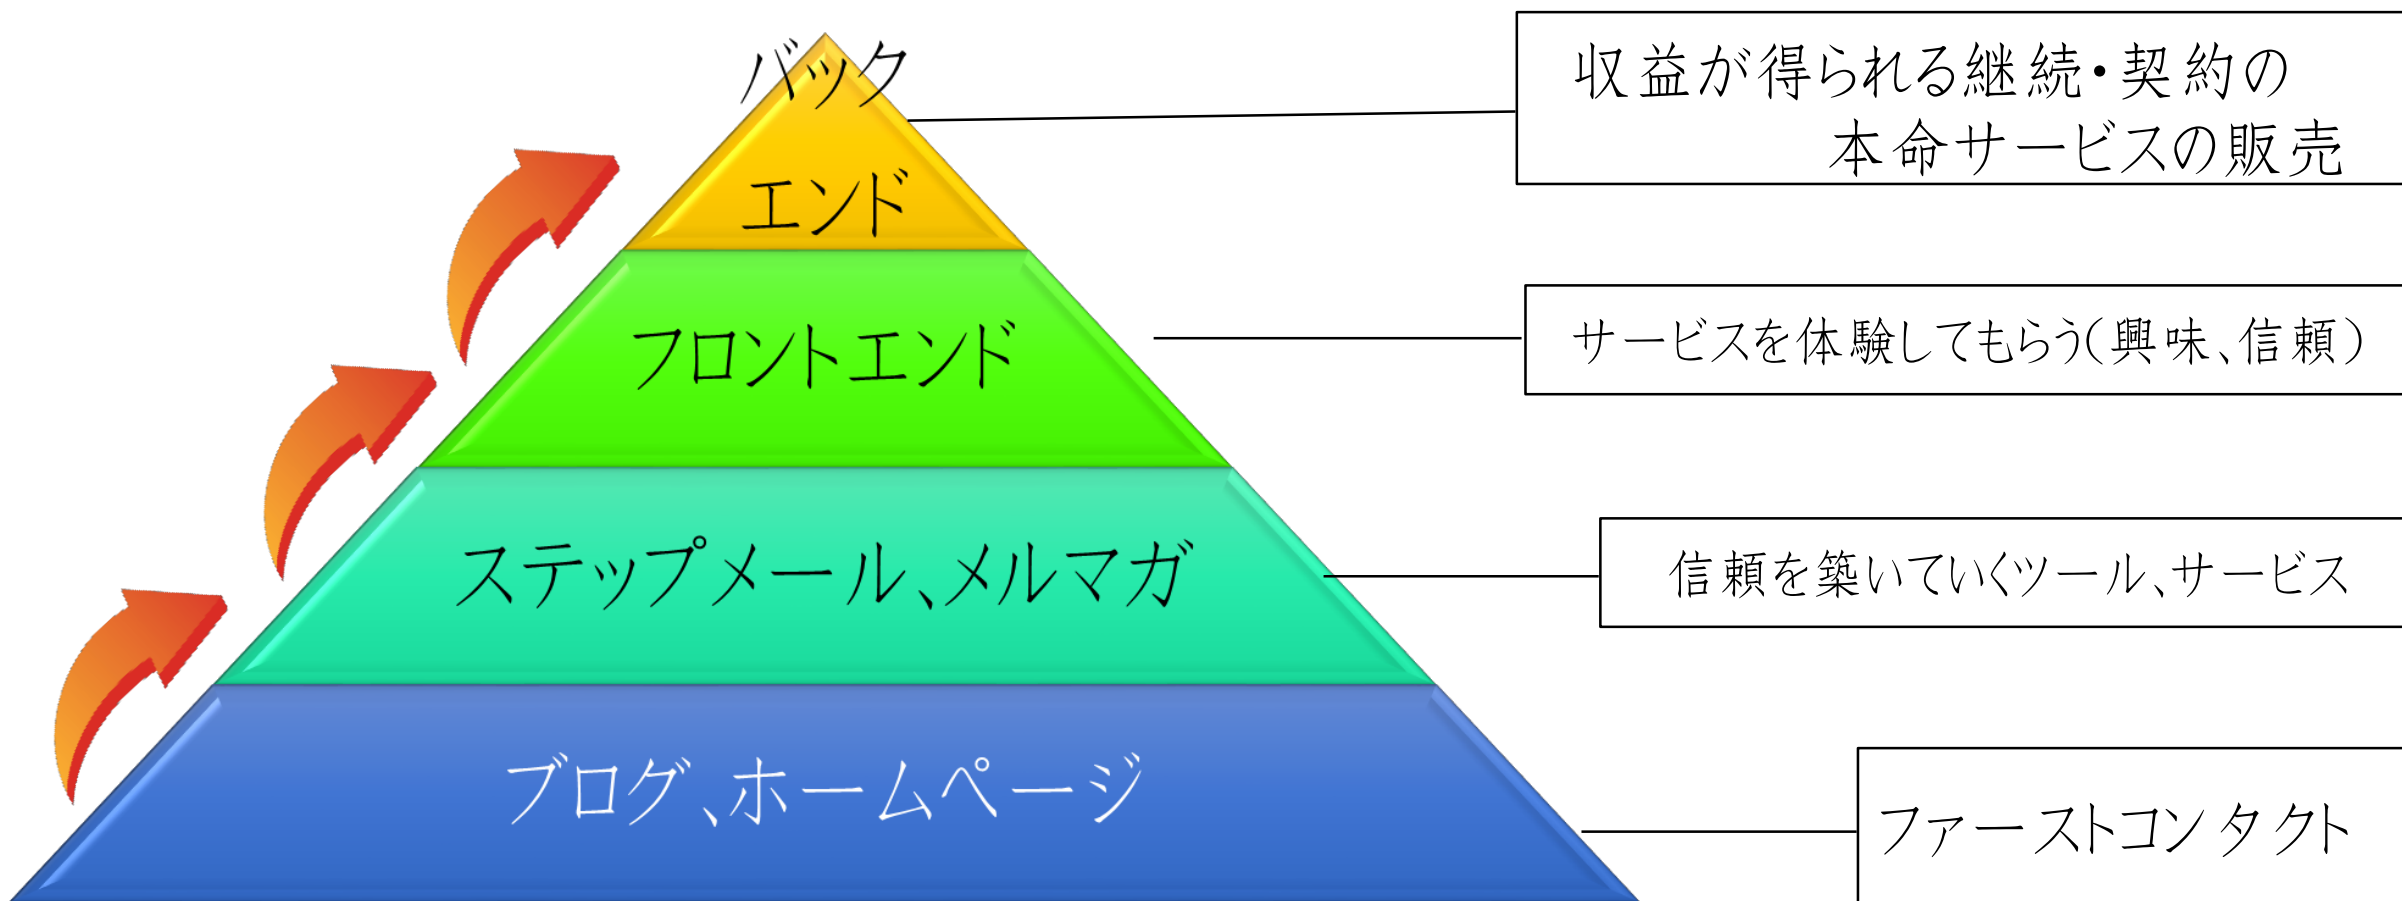 バック
エンド
収益が得られる継続・契約の
本命サービスの販売
フロントエンド
サービスを体験してもらう(興味、信頼)
ステップメール、メルマガ
信頼を築いていくツール、サービス
ブログ、ホームページ
ファーストコンタクト